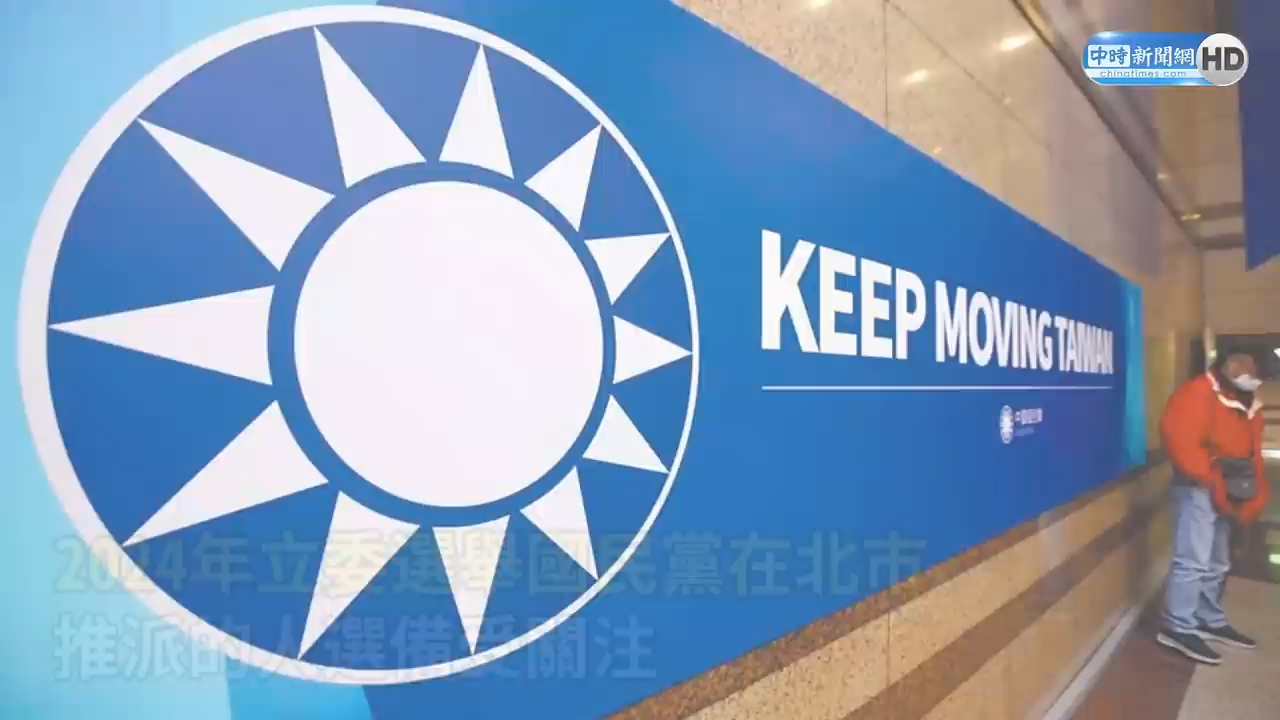 中時新聞網 HD
chinatimes.com
KEEP MOVING TAIWAN
2024年立委選舉國民黨在北市
推派的人選備受關注